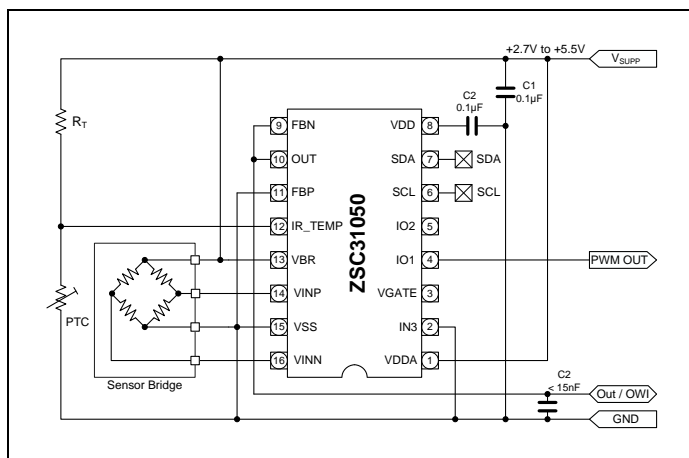 +2.7V to +5.5V
V_SUPP
C1
0.1µF
C2
0.1µF
R_T
9 FBN
VDD 8
10 OUT
SDA 7 SDA
11 FBP
SCL 6 SCL
12 IR_TEMP
IO2 5
ZSC31050
13 VBR
IO1 4
PWM OUT
14 VINP
VGATE 3
PTC
15 VSS
IN3 2
16 VINN
VDDA 1
Sensor Bridge
C2
< 15nF
Out / OWI
GND